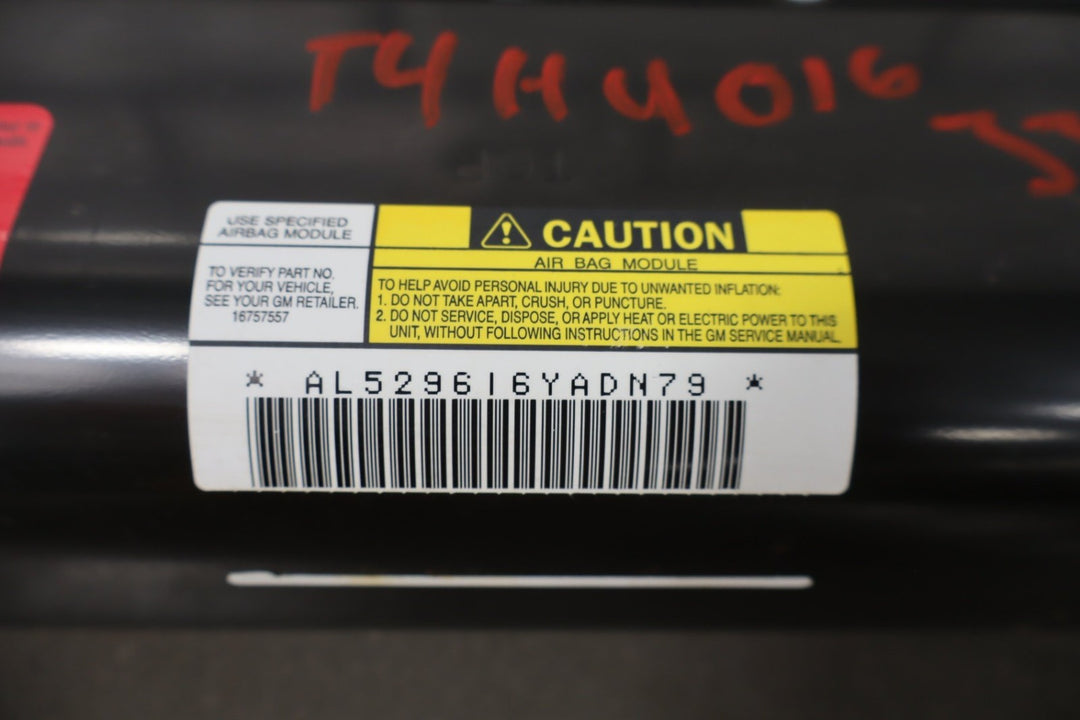 T4H4016
USE SPECIFIED
AIRBAG MODULE
TO VERIFY PART NO.
FOR YOUR VEHICLE,
SEE YOUR GM RETAILER.
16757557
CAUTION
AIR BAG MODULE
TO HELP AVOID PERSONAL INJURY DUE TO UNWANTED INFLATION:
1. DO NOT TAKE APART, CRUSH, OR PUNCTURE.
2. DO NOT SERVICE, DISPOSE, OR APPLY HEAT OR ELECTRIC POWER TO THIS
UNIT, WITHOUT FOLLOWING INSTRUCTIONS IN THE GM SERVICE MANUAL.
* AL529616YADN79 *